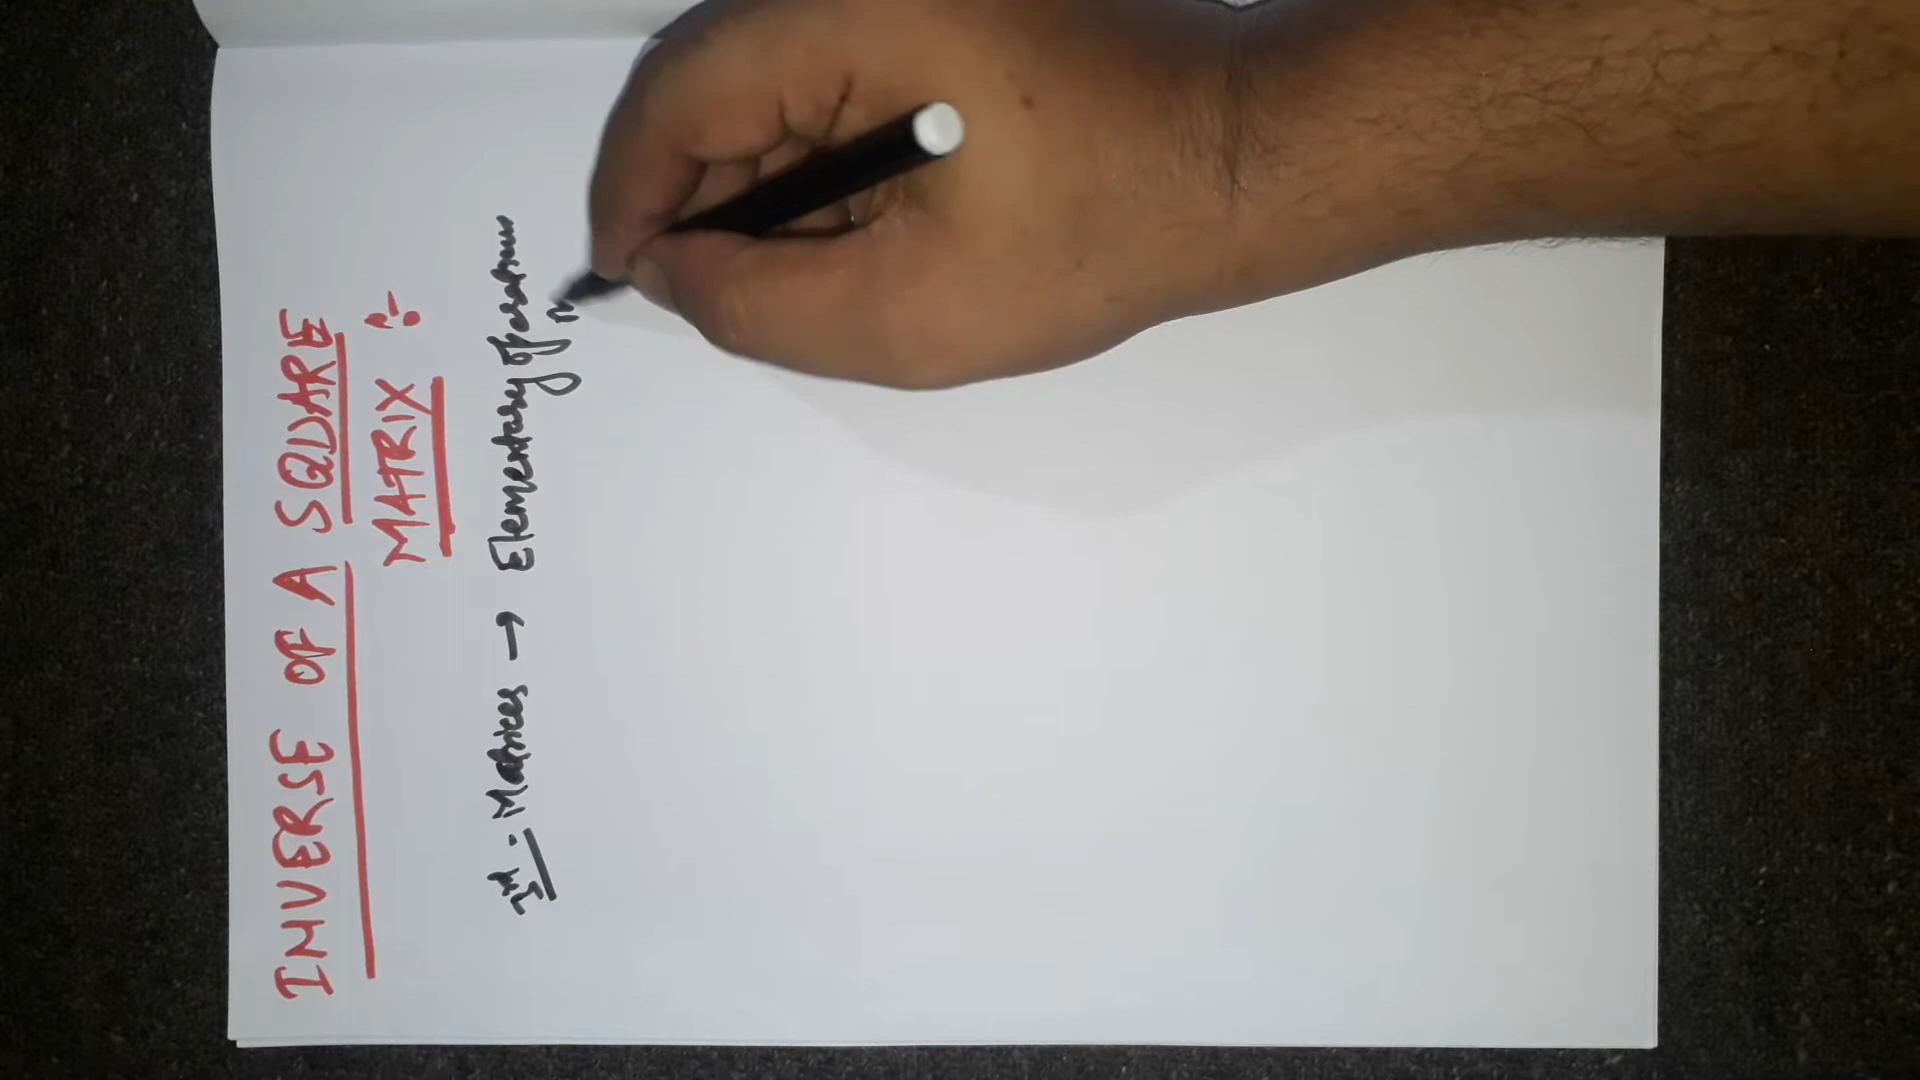 INVERSE OF A SQUARE
MATRIX :-
Ist - Matrices → Elementary Operation